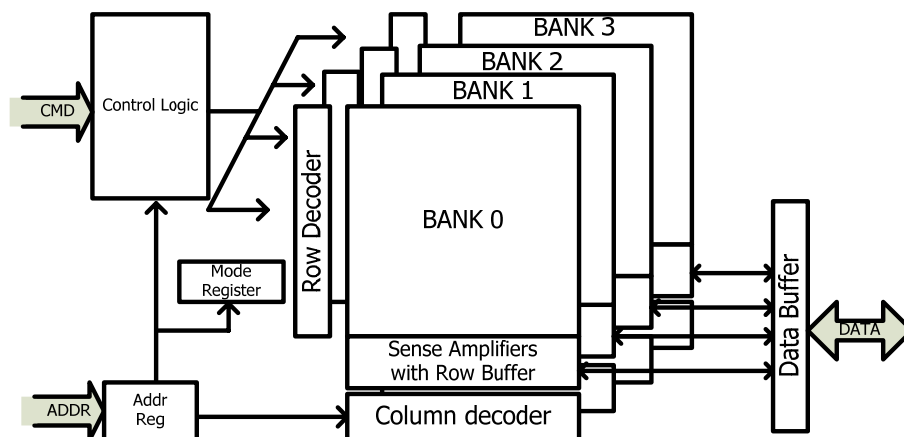 BANK 3
BANK 2
BANK 1
CMD
Control Logic
Row Decoder
BANK 0
Mode
Register
Data Buffer
DATA
Sense Amplifiers
with Row Buffer
ADDR
Addr
Reg
Column decoder